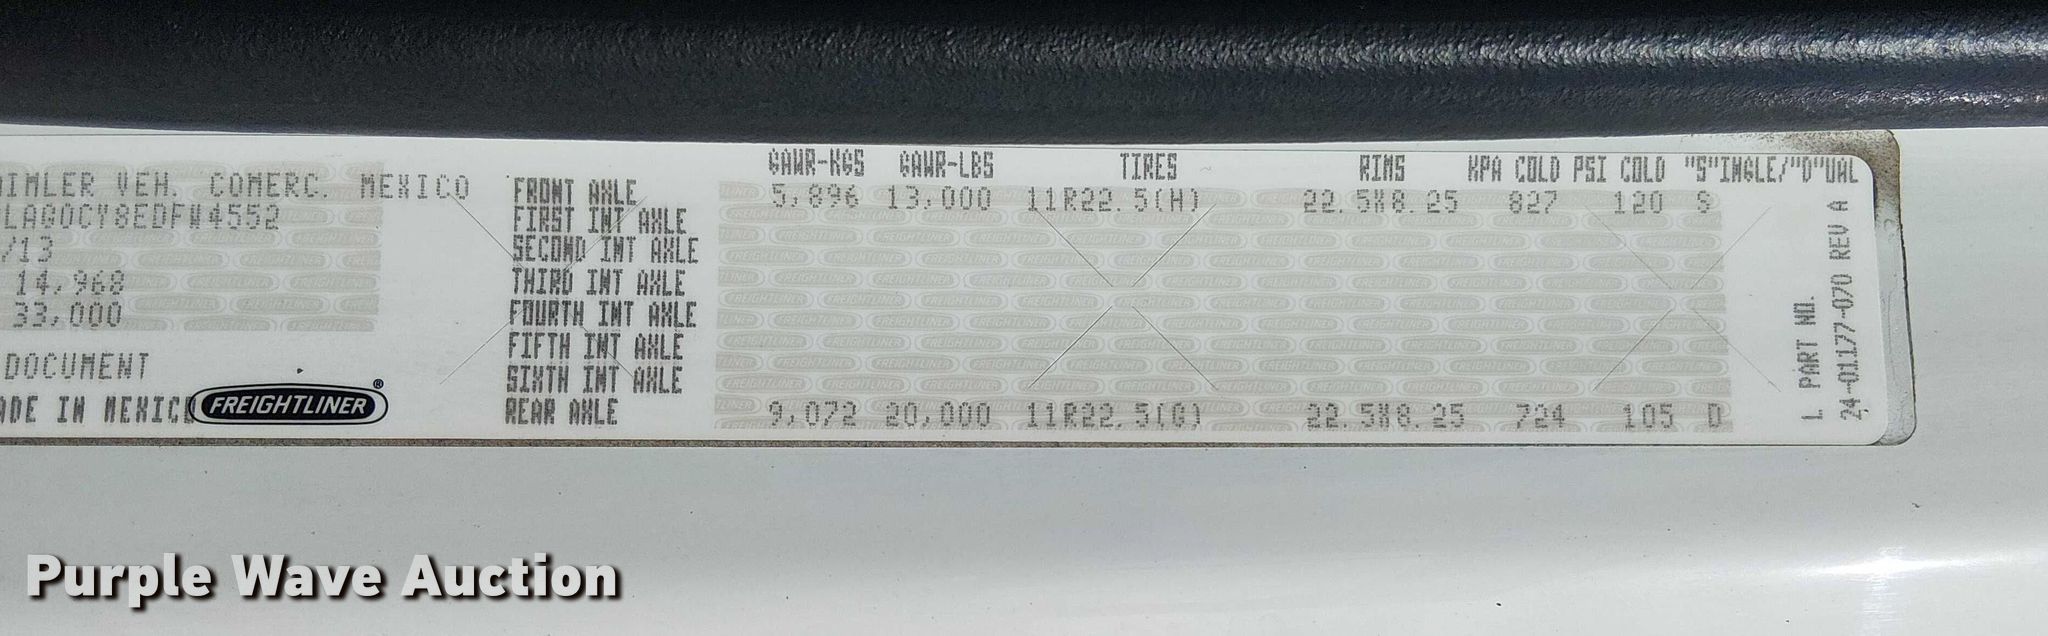 GAWR-KGS GAWR-LBS TIRES RIMS KPA COLD PSI COLD "S"INGLE/"D"UAL
AIMLER VEH. COMERC. MEXICO
LAG0CY8EDFW4552
/13
14,968
33,000
DOCUMENT
ADE IN MEXICO
FREIGHTLINER®
FRONT AXLE 5,896 13,000 11R22.5(H) 22.5X8.25 827 120 S
FIRST INT AXLE
SECOND INT AXLE
THIRD INT AXLE
FOURTH INT AXLE
FIFTH INT AXLE
SIXTH INT AXLE
REAR AXLE 9,072 20,000 11R22.5(G) 22.5X8.25 724 105 D
L PART NO.
24-01177-070 REV A
Purple Wave Auction